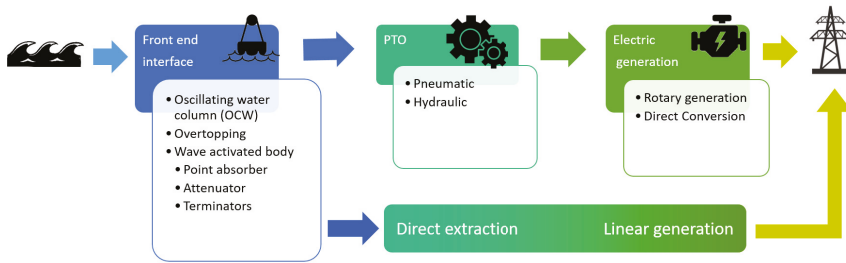 Front end
interface
• Oscillating water
column (OCW)
• Overtopping
• Wave activated body
• Point absorber
• Attenuator
• Terminators
PTO
• Pneumatic
• Hydraulic
Electric
generation
• Rotary generation
• Direct Conversion
Direct extraction
Linear generation